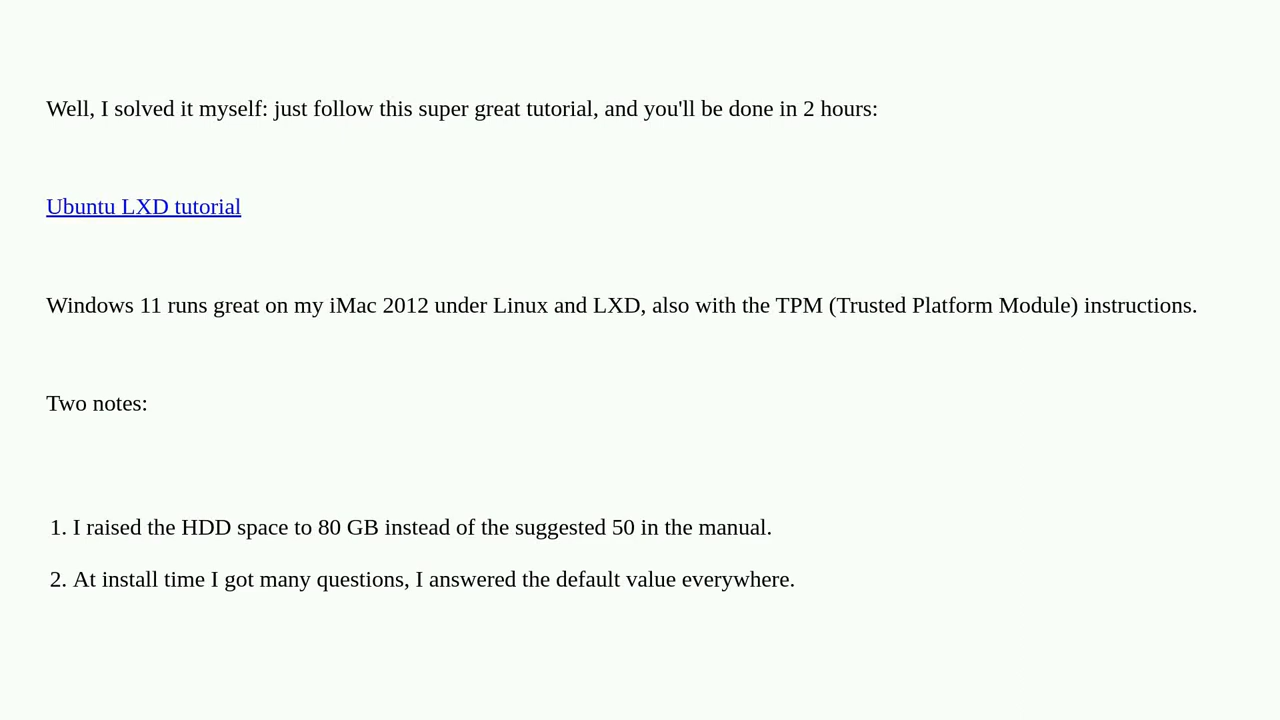 Well, I solved it myself: just follow this super great tutorial, and you'll be done in 2 hours:
Ubuntu LXD tutorial
Windows 11 runs great on my iMac 2012 under Linux and LXD, also with the TPM (Trusted Platform Module) instructions.
Two notes:
1. I raised the HDD space to 80 GB instead of the suggested 50 in the manual.
2. At install time I got many questions, I answered the default value everywhere.